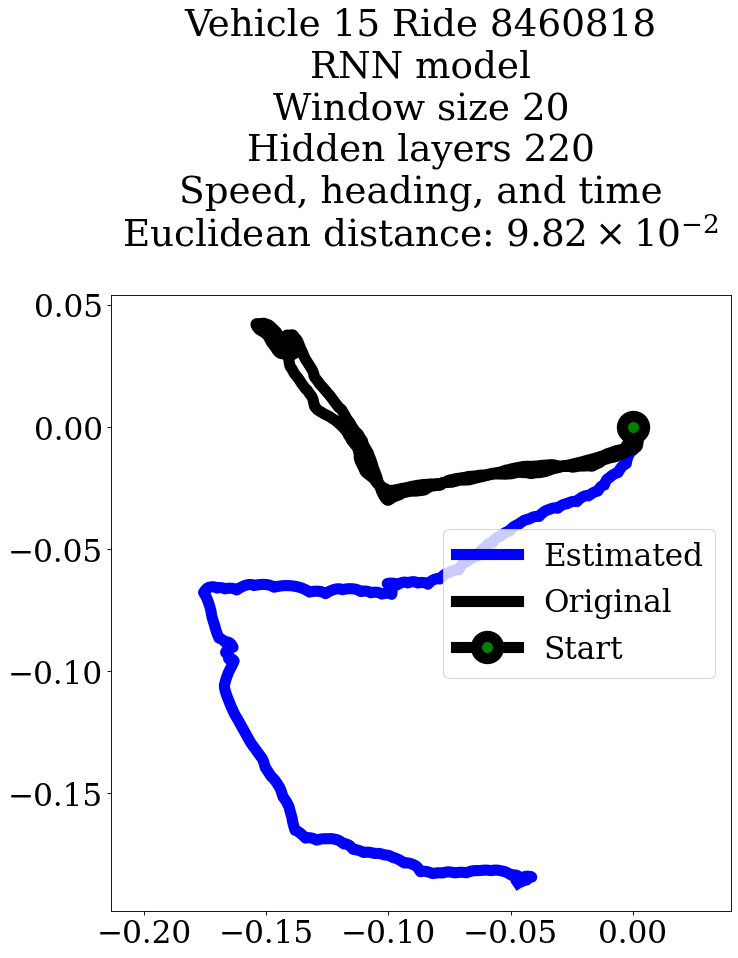 Vehicle 15 Ride 8460818
RNN model
Window size 20
Hidden layers 220
Speed, heading, and time
Euclidean distance: 9.82 × 10⁻²
0.05
0.00
−0.05
−0.10
−0.15
Estimated
Original
Start
−0.20 −0.15 −0.10 −0.05 0.00